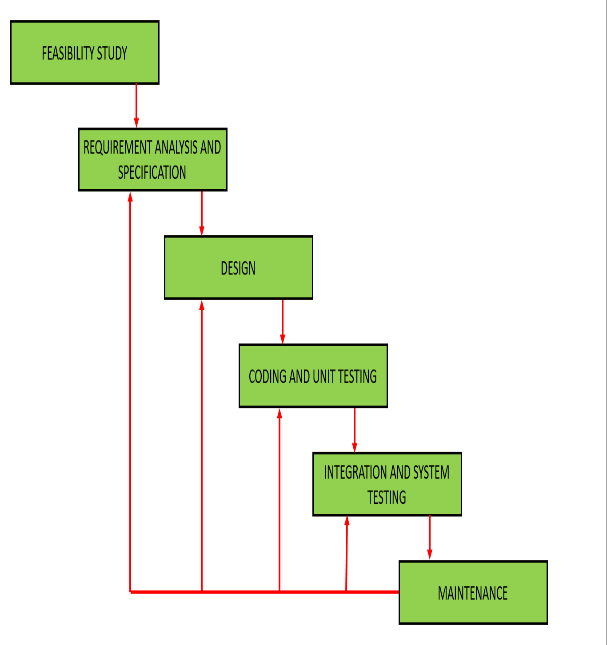 FEASIBILITY STUDY
REQUIREMENT ANALYSIS AND
SPECIFICATION
DESIGN
CODING AND UNIT TESTING
INTEGRATION AND SYSTEM
TESTING
MAINTENANCE